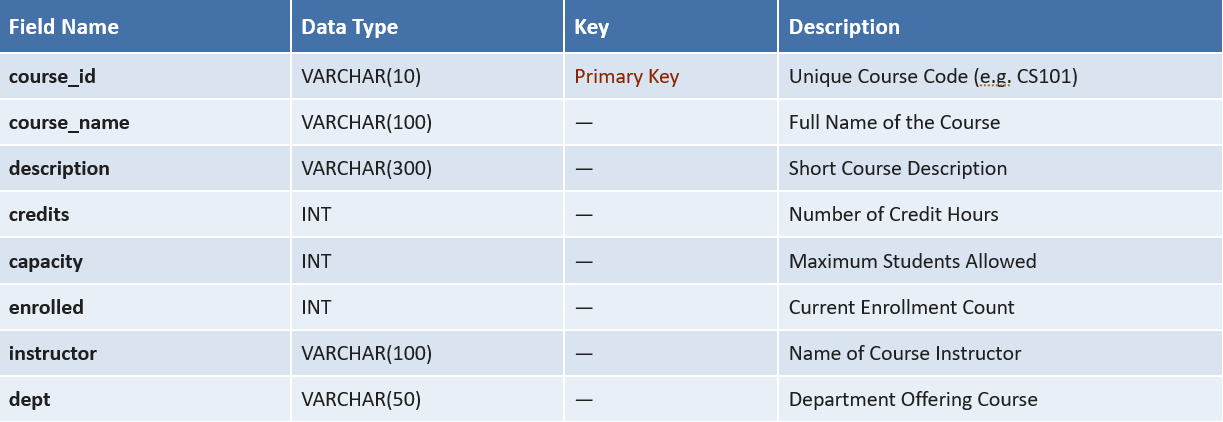 Field Name Data Type Key Description
course_id VARCHAR(10) Primary Key Unique Course Code (e.g. CS101)
course_name VARCHAR(100) — Full Name of the Course
description VARCHAR(300) — Short Course Description
credits INT — Number of Credit Hours
capacity INT — Maximum Students Allowed
enrolled INT — Current Enrollment Count
instructor VARCHAR(100) — Name of Course Instructor
dept VARCHAR(50) — Department Offering Course